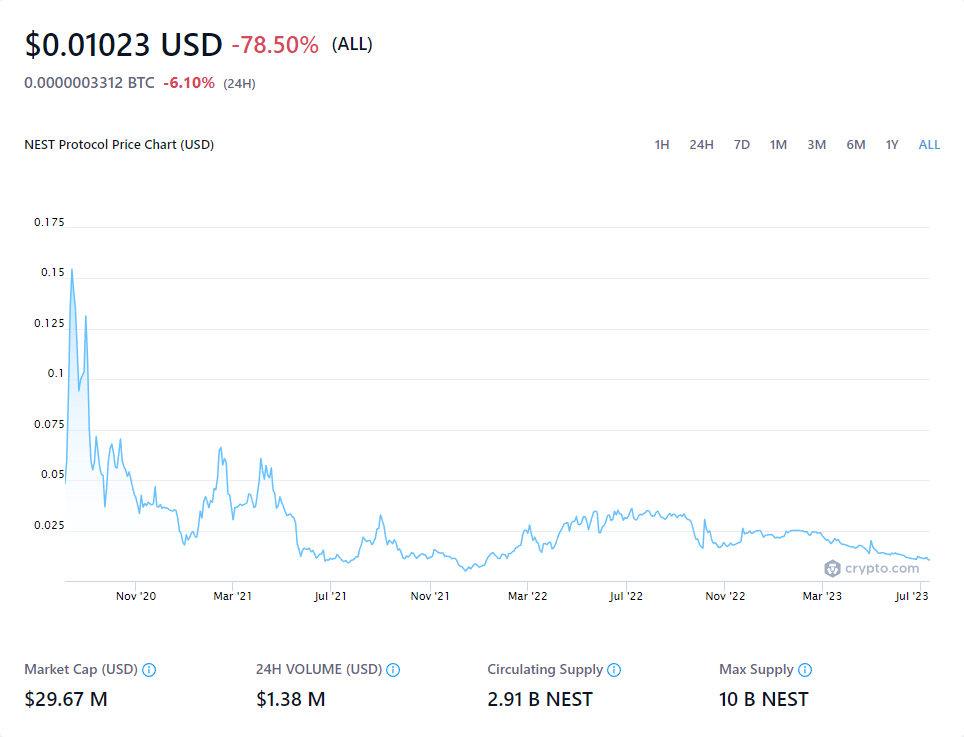 $0.01023 USD -78.50% (ALL)
0.0000003312 BTC -6.10% (24H)
NEST Protocol Price Chart (USD) 1H 24H 7D 1M 3M 6M 1Y ALL
0.175
0.15
0.125
0.1
0.075
0.05
0.025
crypto.com
Nov '20 Mar '21 Jul '21 Nov '21 Mar '22 Jul '22 Nov '22 Mar '23 Jul '23
Market Cap (USD) 24H VOLUME (USD) Circulating Supply Max Supply
$29.67 M $1.38 M 2.91 B NEST 10 B NEST